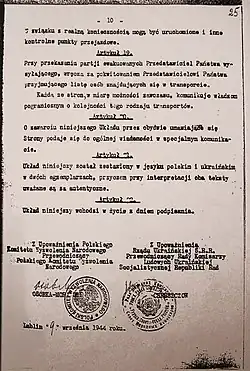 - 10 -
25
W związku z realną koniecznością mogą być uruchomione i inne
kontrolne punkty przejazdowe.
Artykuł 19.
Przy przekazaniu partji ewakuowanych Przedstawiciel Państwa wy-
syłającego, wręcza za pokwitowaniem Przedstawicielowi Państwa
przyjmującego listę osób znajdujących się w transporcie.
Każda ze stron, w miarę możności zawczasu, komunikuje władzom
pogranicznym o kolejności tego rodzaju transportów.
Artykuł 20.
O zawarciu niniejszego Układu przez obydwie umawiające się
Strony podaje się do ogólnej wiadomości w specjalnym komunika-
cie.
Artykuł 21.
Układ niniejszy został zestawiony w języku polskim i ukraińskim
w dwóch egzemplarzach, przyczem przy interpretacji oba teksty
uważane są za autentyczne.
Artykuł 22.
Układ niniejszy wchodzi w życie z dniem podpisania.
Z Upoważnienia Polskiego
Komitetu Wyzwolenia Narodowego
Przewodniczący
Polskiego Komitetu Wyzwolenia
Narodowego
Z Upoważnienia
Rządu Ukraińskiej S.R.R.
Przewodniczący Rady Komisarzy
Ludowych Ukraińskiej
Socjalistycznej Republiki Rad
Lublin "9" września 1944 roku.